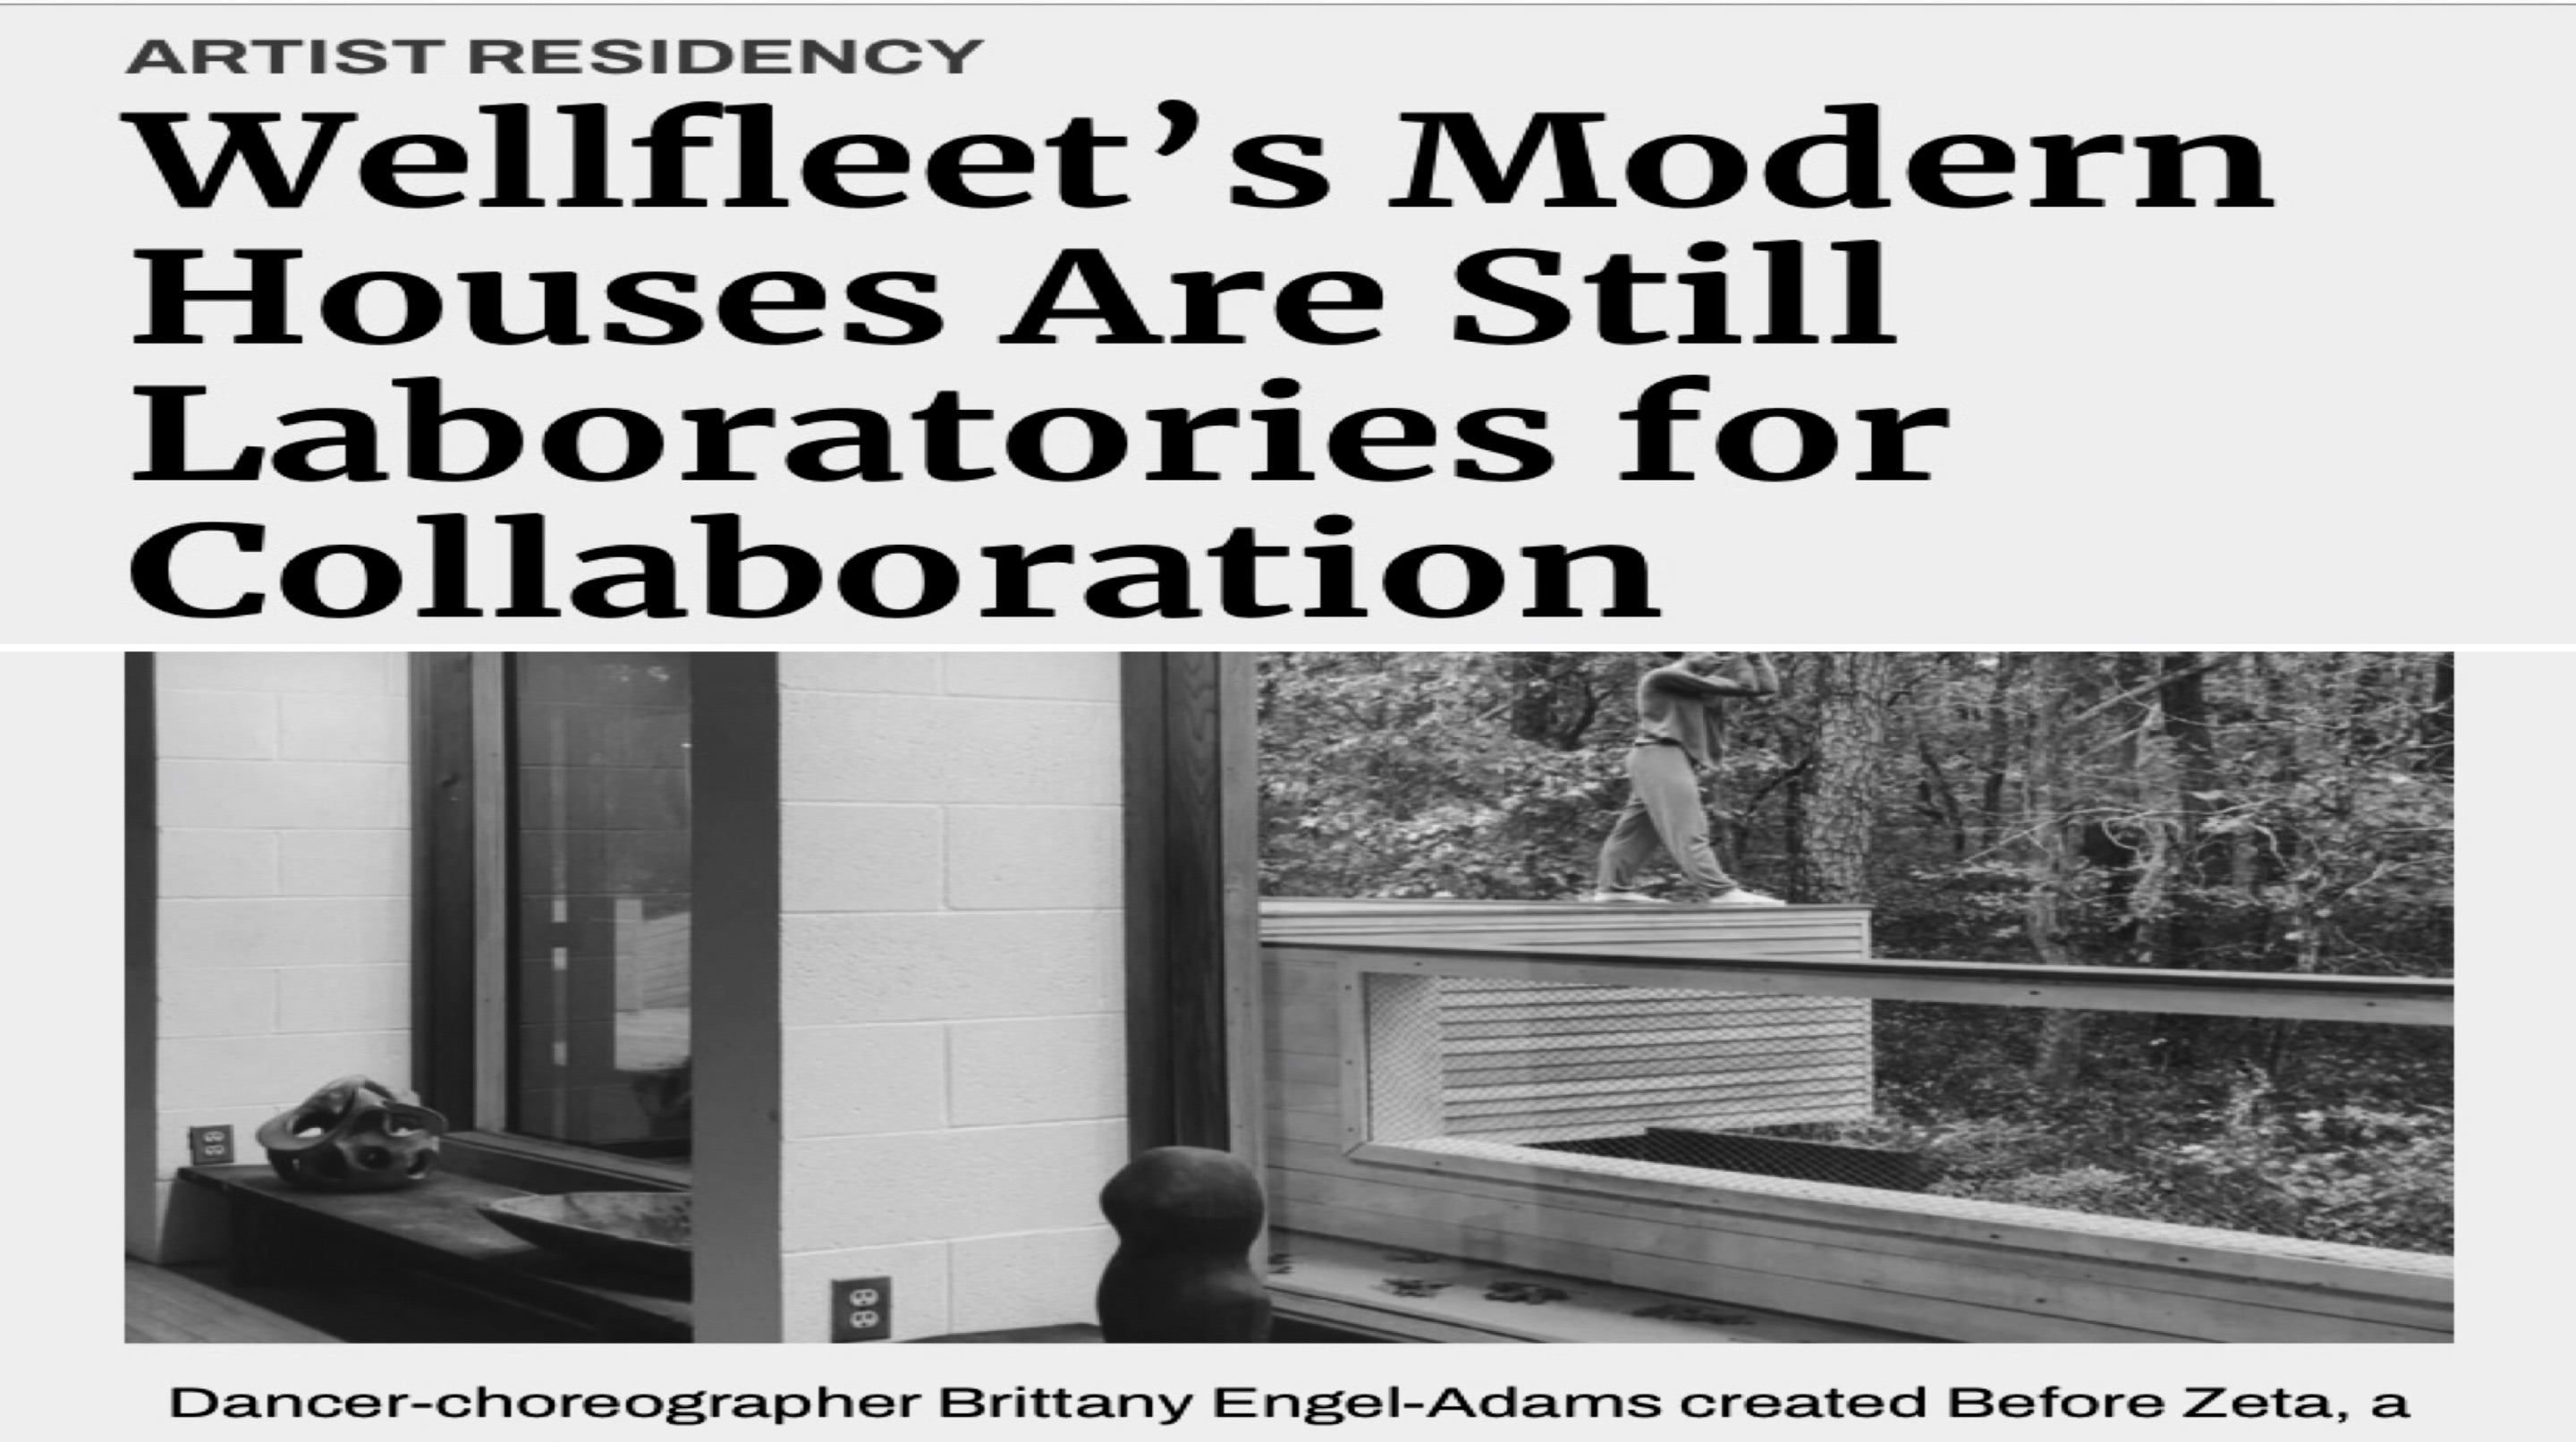 ARTIST RESIDENCY
Wellfleet’s Modern
Houses Are Still
Laboratories for
Collaboration
Dancer-choreographer Brittany Engel-Adams created Before Zeta, a